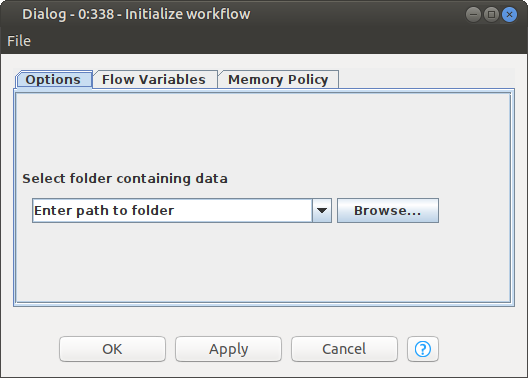 Dialog - 0:338 - Initialize workflow
File
Options Flow Variables Memory Policy
Select folder containing data
Enter path to folder Browse...
OK Apply Cancel ?